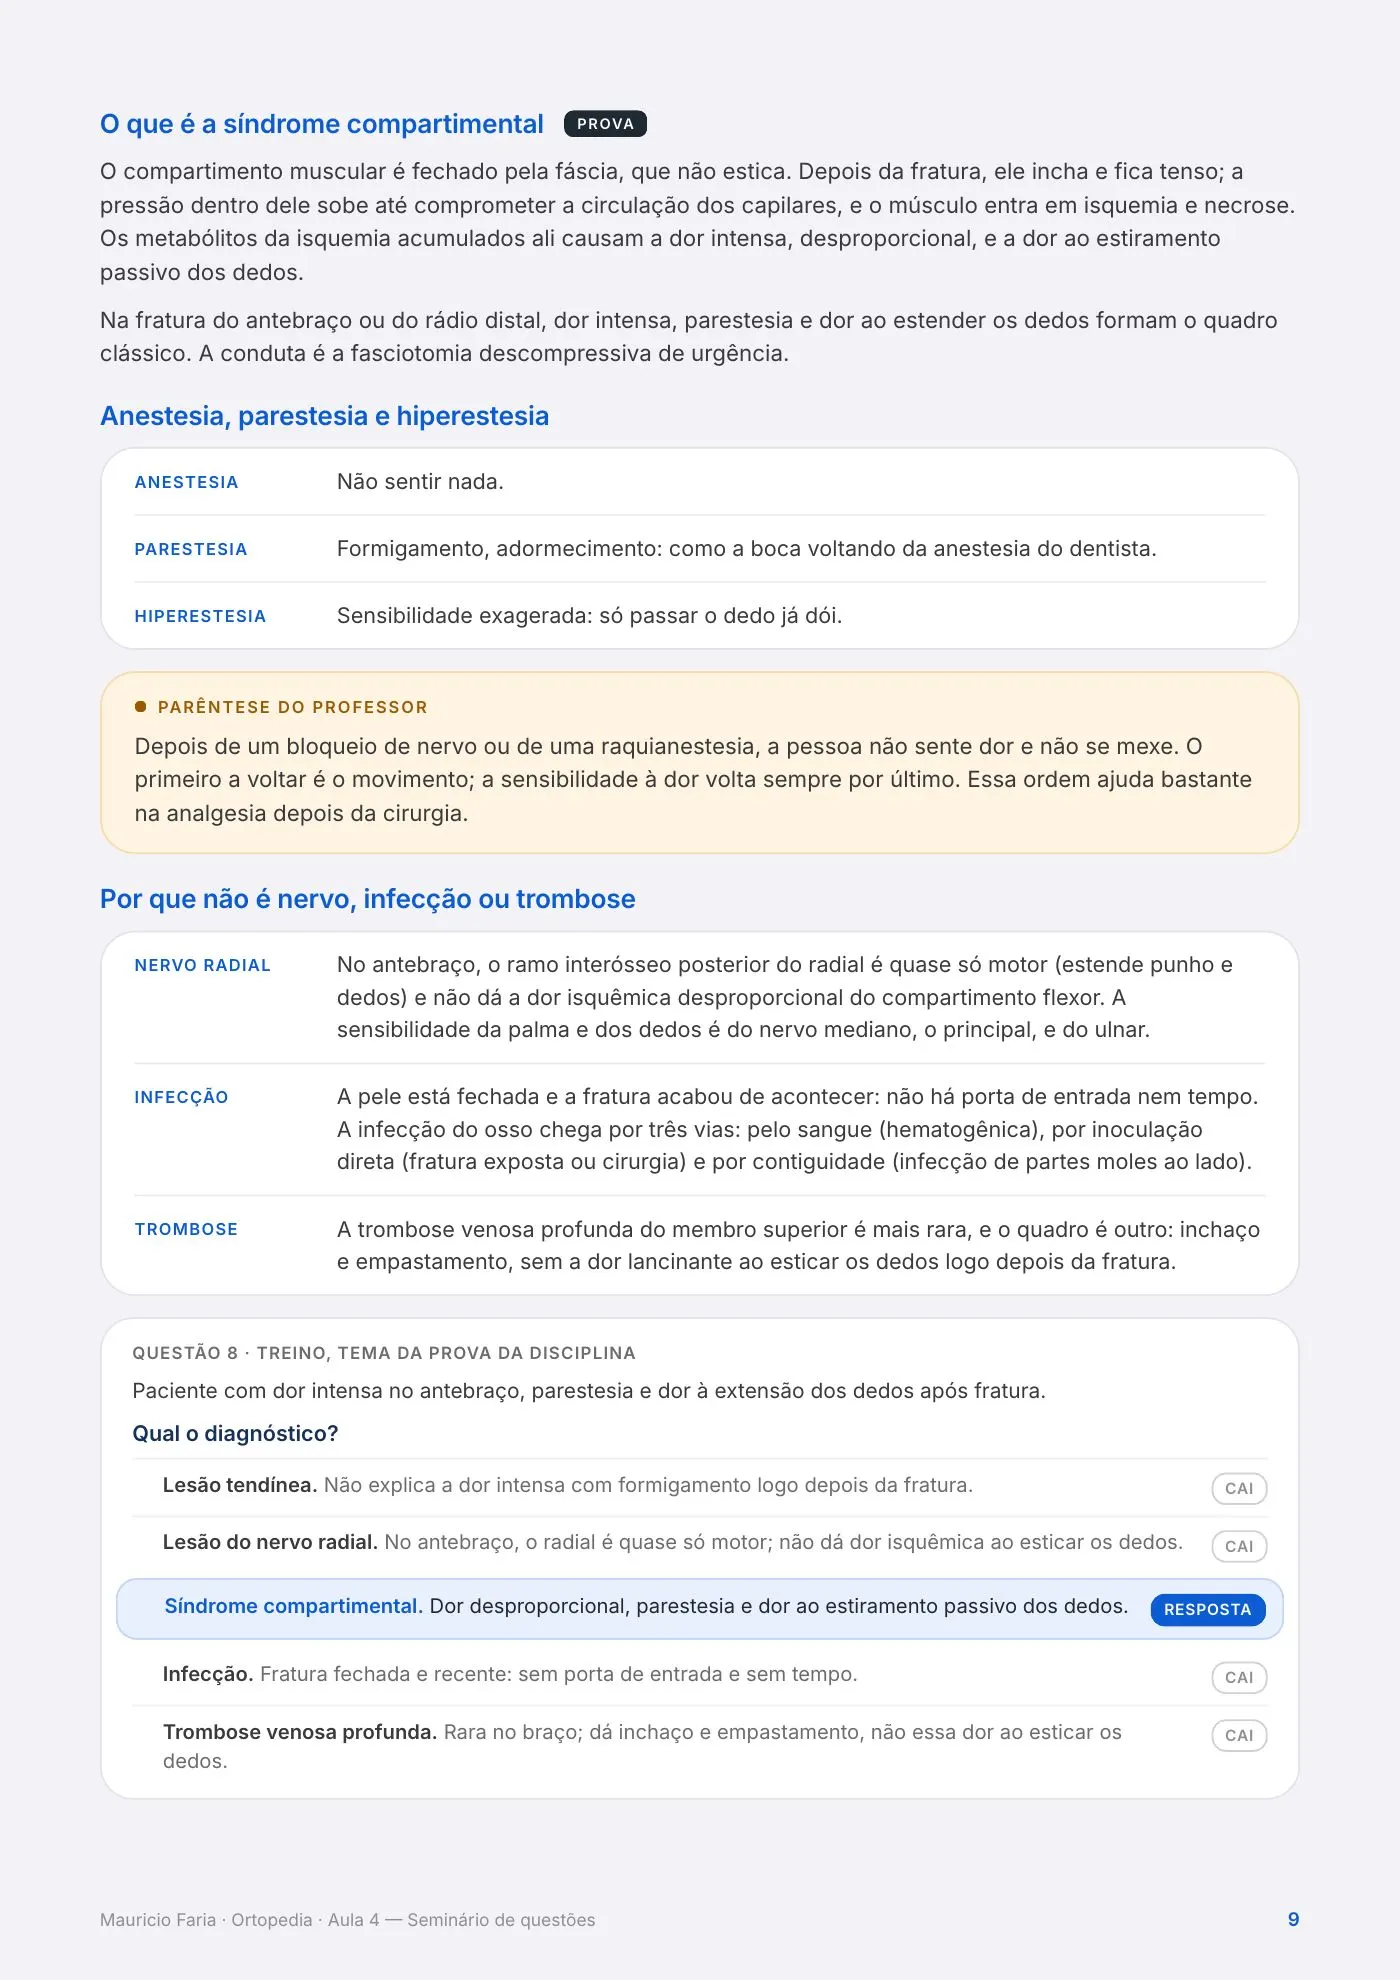 O que é a síndrome compartimental PROVA
O compartimento muscular é fechado pela fáscia, que não estica. Depois da fratura, ele incha e fica tenso; a
pressão dentro dele sobe até comprometer a circulação dos capilares, e o músculo entra em isquemia e necrose.
Os metabólitos da isquemia acumulados ali causam a dor intensa, desproporcional, e a dor ao estiramento
passivo dos dedos.
Na fratura do antebraço ou do rádio distal, dor intensa, parestesia e dor ao estender os dedos formam o quadro
clássico. A conduta é a fasciotomia descompressiva de urgência.
Anestesia, parestesia e hiperestesia
ANESTESIA Não sentir nada.
PARESTESIA Formigamento, adormecimento: como a boca voltando da anestesia do dentista.
HIPERESTESIA Sensibilidade exagerada: só passar o dedo já dói.
PARÊNTESE DO PROFESSOR
Depois de um bloqueio de nervo ou de uma raquianestesia, a pessoa não sente dor e não se mexe. O
primeiro a voltar é o movimento; a sensibilidade à dor volta sempre por último. Essa ordem ajuda bastante
na analgesia depois da cirurgia.
Por que não é nervo, infecção ou trombose
NERVO RADIAL No antebraço, o ramo interósseo posterior do radial é quase só motor (estende punho e
dedos) e não dá a dor isquêmica desproporcional do compartimento flexor. A
sensibilidade da palma e dos dedos é do nervo mediano, o principal, e do ulnar.
INFECÇÃO A pele está fechada e a fratura acabou de acontecer: não há porta de entrada nem tempo.
A infecção do osso chega por três vias: pelo sangue (hematogênica), por inoculação
direta (fratura exposta ou cirurgia) e por contiguidade (infecção de partes moles ao lado).
TROMBOSE A trombose venosa profunda do membro superior é mais rara, e o quadro é outro: inchaço
e empastamento, sem a dor lancinante ao esticar os dedos logo depois da fratura.
QUESTÃO 8 · TREINO, TEMA DA PROVA DA DISCIPLINA
Paciente com dor intensa no antebraço, parestesia e dor à extensão dos dedos após fratura.
Qual o diagnóstico?
Lesão tendínea. Não explica a dor intensa com formigamento logo depois da fratura. CAI
Lesão do nervo radial. No antebraço, o radial é quase só motor; não dá dor isquêmica ao esticar os dedos. CAI
Síndrome compartimental. Dor desproporcional, parestesia e dor ao estiramento passivo dos dedos. RESPOSTA
Infecção. Fratura fechada e recente: sem porta de entrada e sem tempo. CAI
Trombose venosa profunda. Rara no braço; dá inchaço e empastamento, não essa dor ao esticar os CAI
dedos.
Mauricio Faria · Ortopedia · Aula 4 — Seminário de questões 9